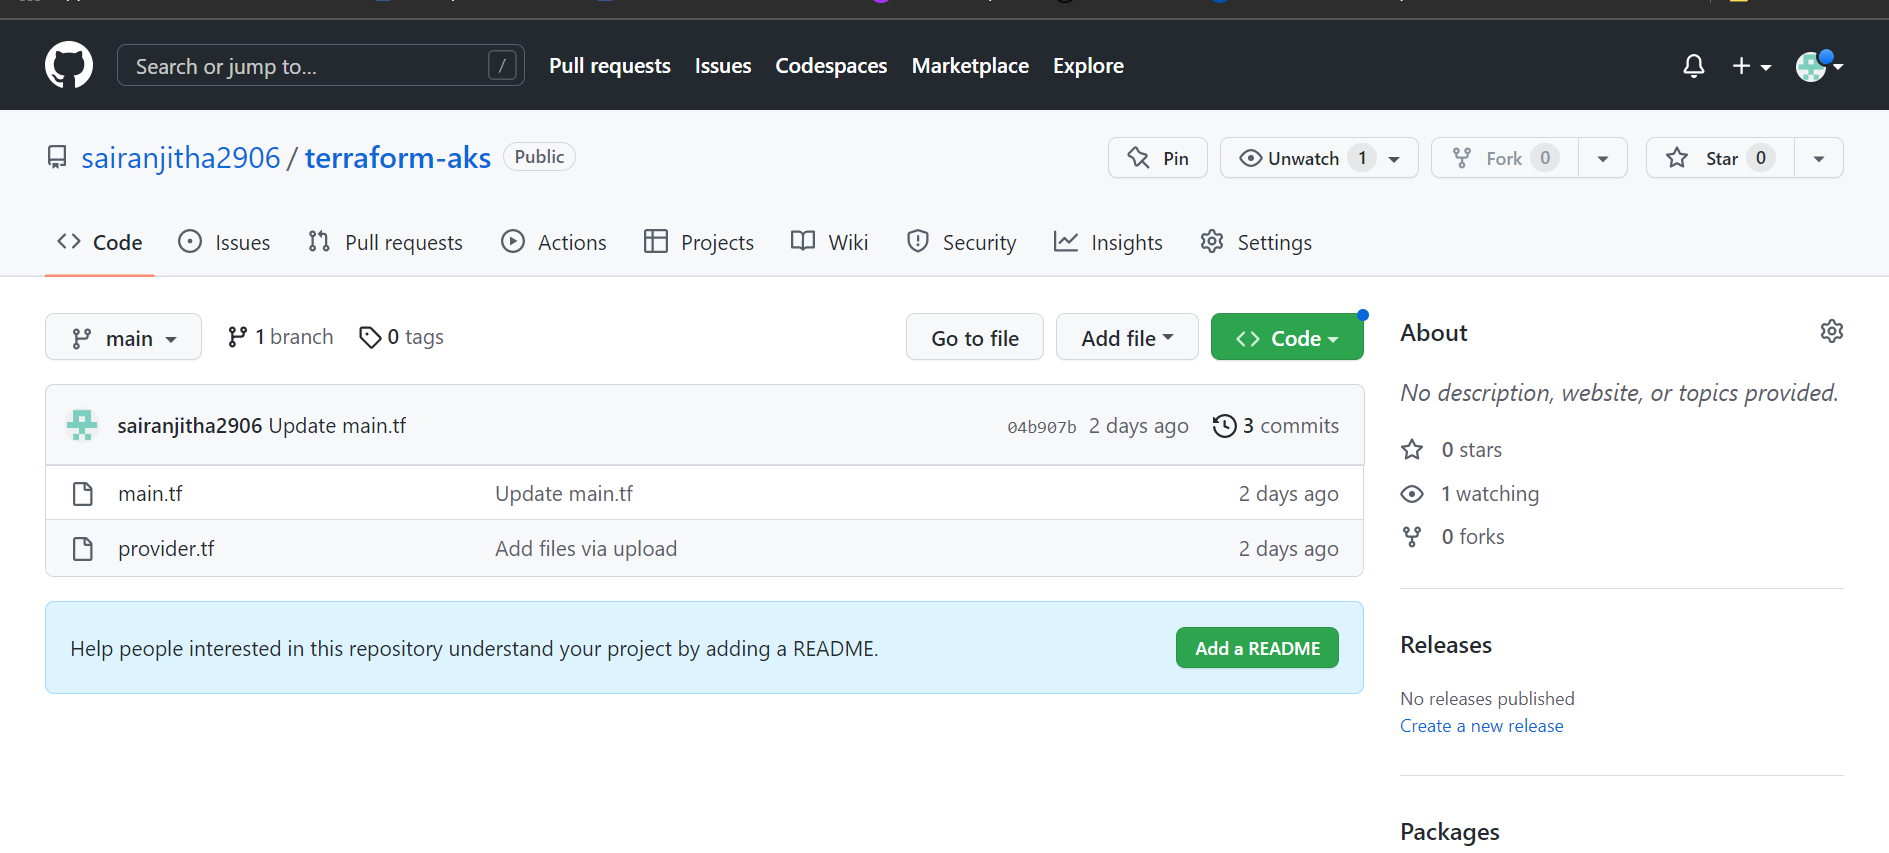 Search or jump to... /
Pull requests Issues Codespaces Marketplace Explore
sairanjitha2906 / terraform-aks Public
Pin Unwatch 1 Fork 0 Star 0
Code Issues Pull requests Actions Projects Wiki Security Insights Settings
main 1 branch 0 tags Go to file Add file Code
sairanjitha2906 Update main.tf 04b907b 2 days ago 3 commits
main.tf Update main.tf 2 days ago
provider.tf Add files via upload 2 days ago
Help people interested in this repository understand your project by adding a README. Add a README
About
No description, website, or topics provided.
0 stars
1 watching
0 forks
Releases
No releases published
Create a new release
Packages